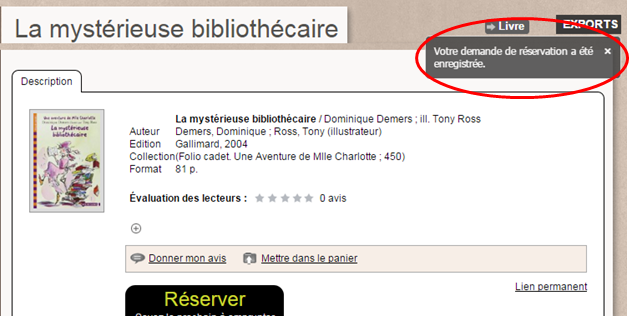 La mystérieuse bibliothécaire
Livre
EXPORTS
Votre demande de réservation a été
enregistrée.
×
Description
Une aventure de Mlle Charlotte
La mystérieuse
bibliothécaire
La mystérieuse bibliothécaire / Dominique Demers ; ill. Tony Ross
Auteur Demers, Dominique ; Ross, Tony (illustrateur)
Edition Gallimard, 2004
Collection(Folio cadet. Une Aventure de Mlle Charlotte ; 450)
Format 81 p.
Évaluation des lecteurs : 0 avis
Donner mon avis Mettre dans le panier
Lien permanent
Réserver